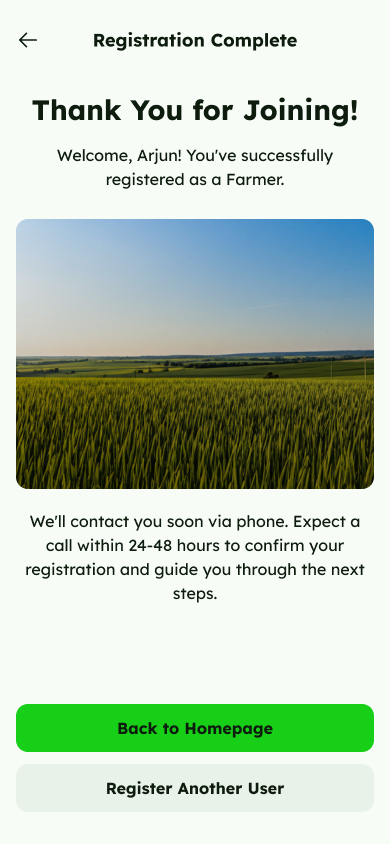 Registration Complete
Thank You for Joining!
Welcome, Arjun! You've successfully
registered as a Farmer.
We'll contact you soon via phone. Expect a
call within 24-48 hours to confirm your
registration and guide you through the next
steps.
Back to Homepage
Register Another User